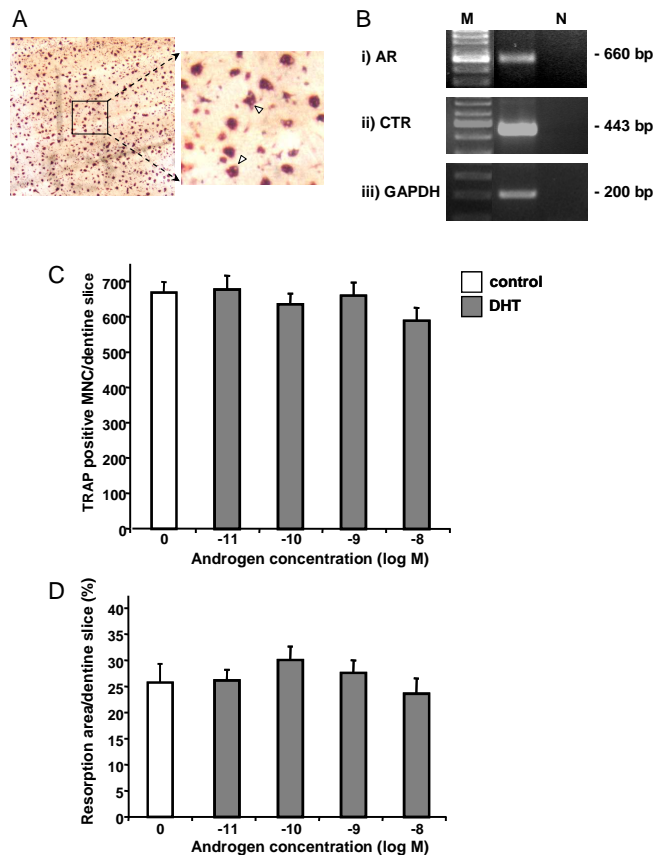 A
B
M N
i) AR - 660 bp
ii) CTR - 443 bp
iii) GAPDH - 200 bp
C
TRAP positive MNC/dentine slice
700
600
500
400
300
200
100
0
0 -11 -10 -9 -8
Androgen concentration (log M)
control
DHT
D
Resorption area/dentine slice (%)
40
35
30
25
20
15
10
5
0
0 -11 -10 -9 -8
Androgen concentration (log M)